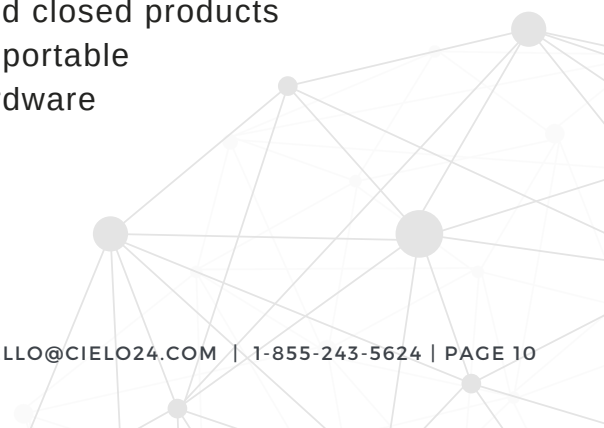 d closed products
portable
dware
LLO@CIELO24.COM | 1-855-243-5624 | PAGE 10